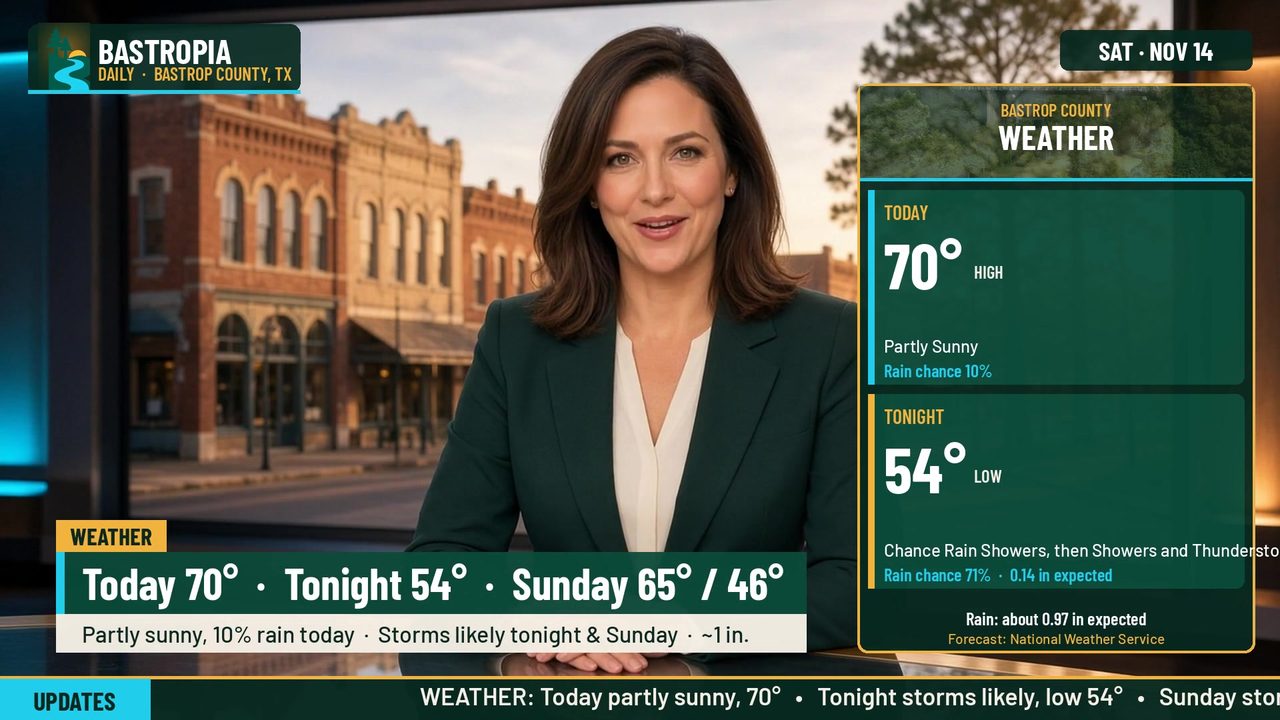 BASTROPIA
DAILY · BASTROP COUNTY, TX
SAT · NOV 14
BASTROP COUNTY
WEATHER
TODAY
70° HIGH
Partly Sunny
Rain chance 10%
TONIGHT
54° LOW
Chance Rain Showers, then Showers and Thundersto
Rain chance 71% · 0.14 in expected
Rain: about 0.97 in expected
Forecast: National Weather Service
WEATHER
Today 70° · Tonight 54° · Sunday 65° / 46°
Partly sunny, 10% rain today · Storms likely tonight & Sunday · ~1 in.
UPDATES
WEATHER: Today partly sunny, 70° • Tonight storms likely, low 54° • Sunday sto